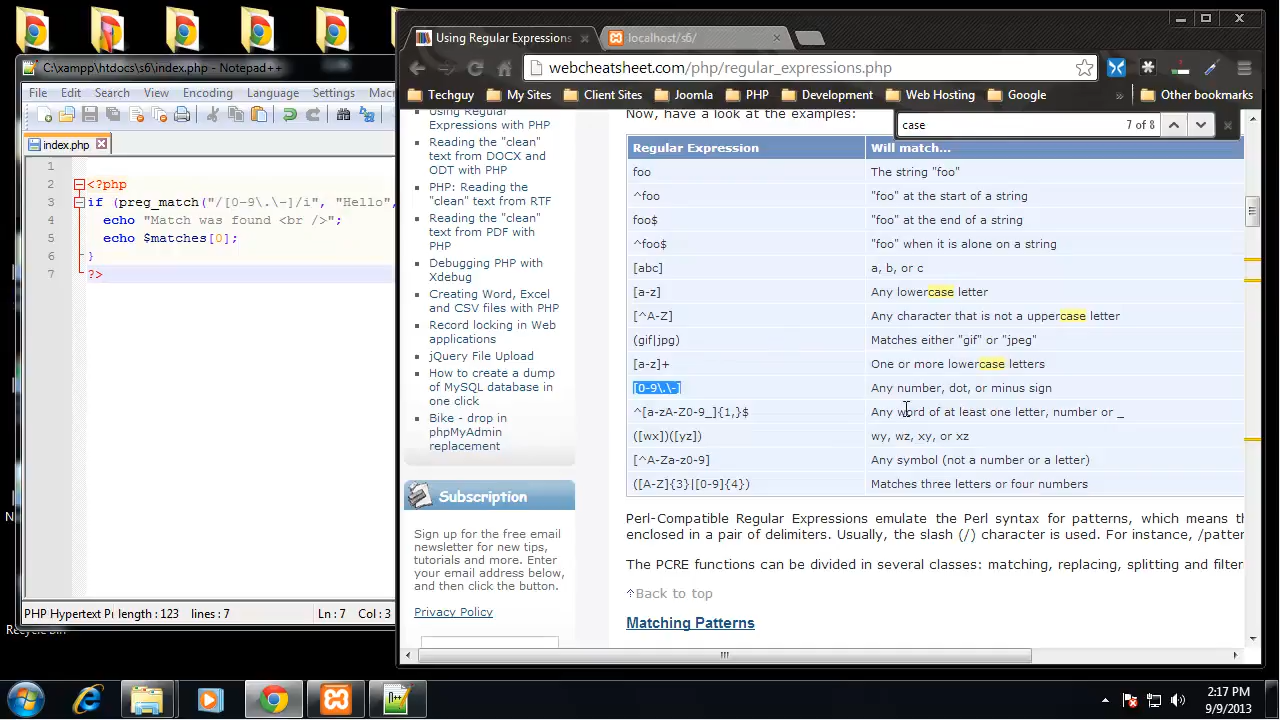 C:\xampp\htdocs\s6\index.php - Notepad++
File Edit Search View Encoding Language Settings Mac
index.php
1
2 <?php
3 if (preg_match("/[0-9\.\-]/i", "Hello",
4 echo "Match was found <br />";
5 echo $matches[0];
6 }
7 ?>
PHP Hypertext Pr length : 123 lines : 7 Ln : 7 Col : 3
Using Regular Expressions
localhost/s6/
webcheatsheet.com/php/regular_expressions.php
Techguy My Sites Client Sites Joomla PHP Development Web Hosting Google » Other bookmarks
case 7 of 8
Using Regular
Expressions with PHP
Reading the "clean"
text from DOCX and
ODT with PHP
PHP: Reading the
"clean" text from RTF
Reading the "clean"
text from PDF with
PHP
Debugging PHP with
Xdebug
Creating Word, Excel
and CSV files with PHP
Record locking in Web
applications
jQuery File Upload
How to create a dump
of MySQL database in
one click
Bike - drop in
phpMyAdmin
replacement
Subscription
Sign up for the free email
newsletter for new tips,
tutorials and more. Enter
your email address below,
and then click the button.
Privacy Policy
Now, have a look at the examples:
Regular Expression Will match...
foo The string "foo"
^foo "foo" at the start of a string
foo$ "foo" at the end of a string
^foo$ "foo" when it is alone on a string
[abc] a, b, or c
[a-z] Any lowercase letter
[^A-Z] Any character that is not a uppercase letter
(gif|jpg) Matches either "gif" or "jpeg"
[a-z]+ One or more lowercase letters
[0-9\.\-] Any number, dot, or minus sign
^[a-zA-Z0-9_]{1,}$ Any word of at least one letter, number or _
([wx])([yz]) wy, wz, xy, or xz
[^A-Za-z0-9] Any symbol (not a number or a letter)
([A-Z]{3}|[0-9]{4}) Matches three letters or four numbers
Perl-Compatible Regular Expressions emulate the Perl syntax for patterns, which means th
enclosed in a pair of delimiters. Usually, the slash (/) character is used. For instance, /patter
The PCRE functions can be divided in several classes: matching, replacing, splitting and filter
Back to top
Matching Patterns
2:17 PM
9/9/2013